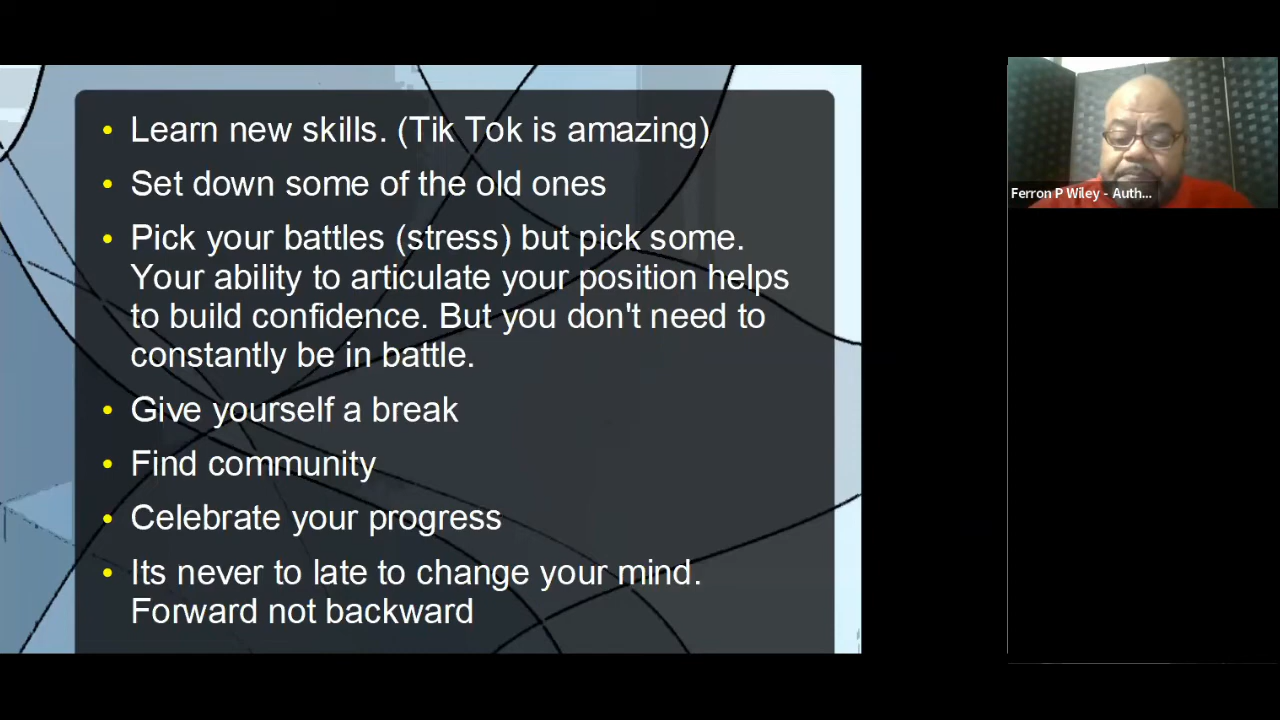 Learn new skills. (Tik Tok is amazing)
Set down some of the old ones
Pick your battles (stress) but pick some.
Your ability to articulate your position helps
to build confidence. But you don't need to
constantly be in battle.
Give yourself a break
Find community
Celebrate your progress
Its never to late to change your mind.
Forward not backward
Ferron P Wiley - Auth...